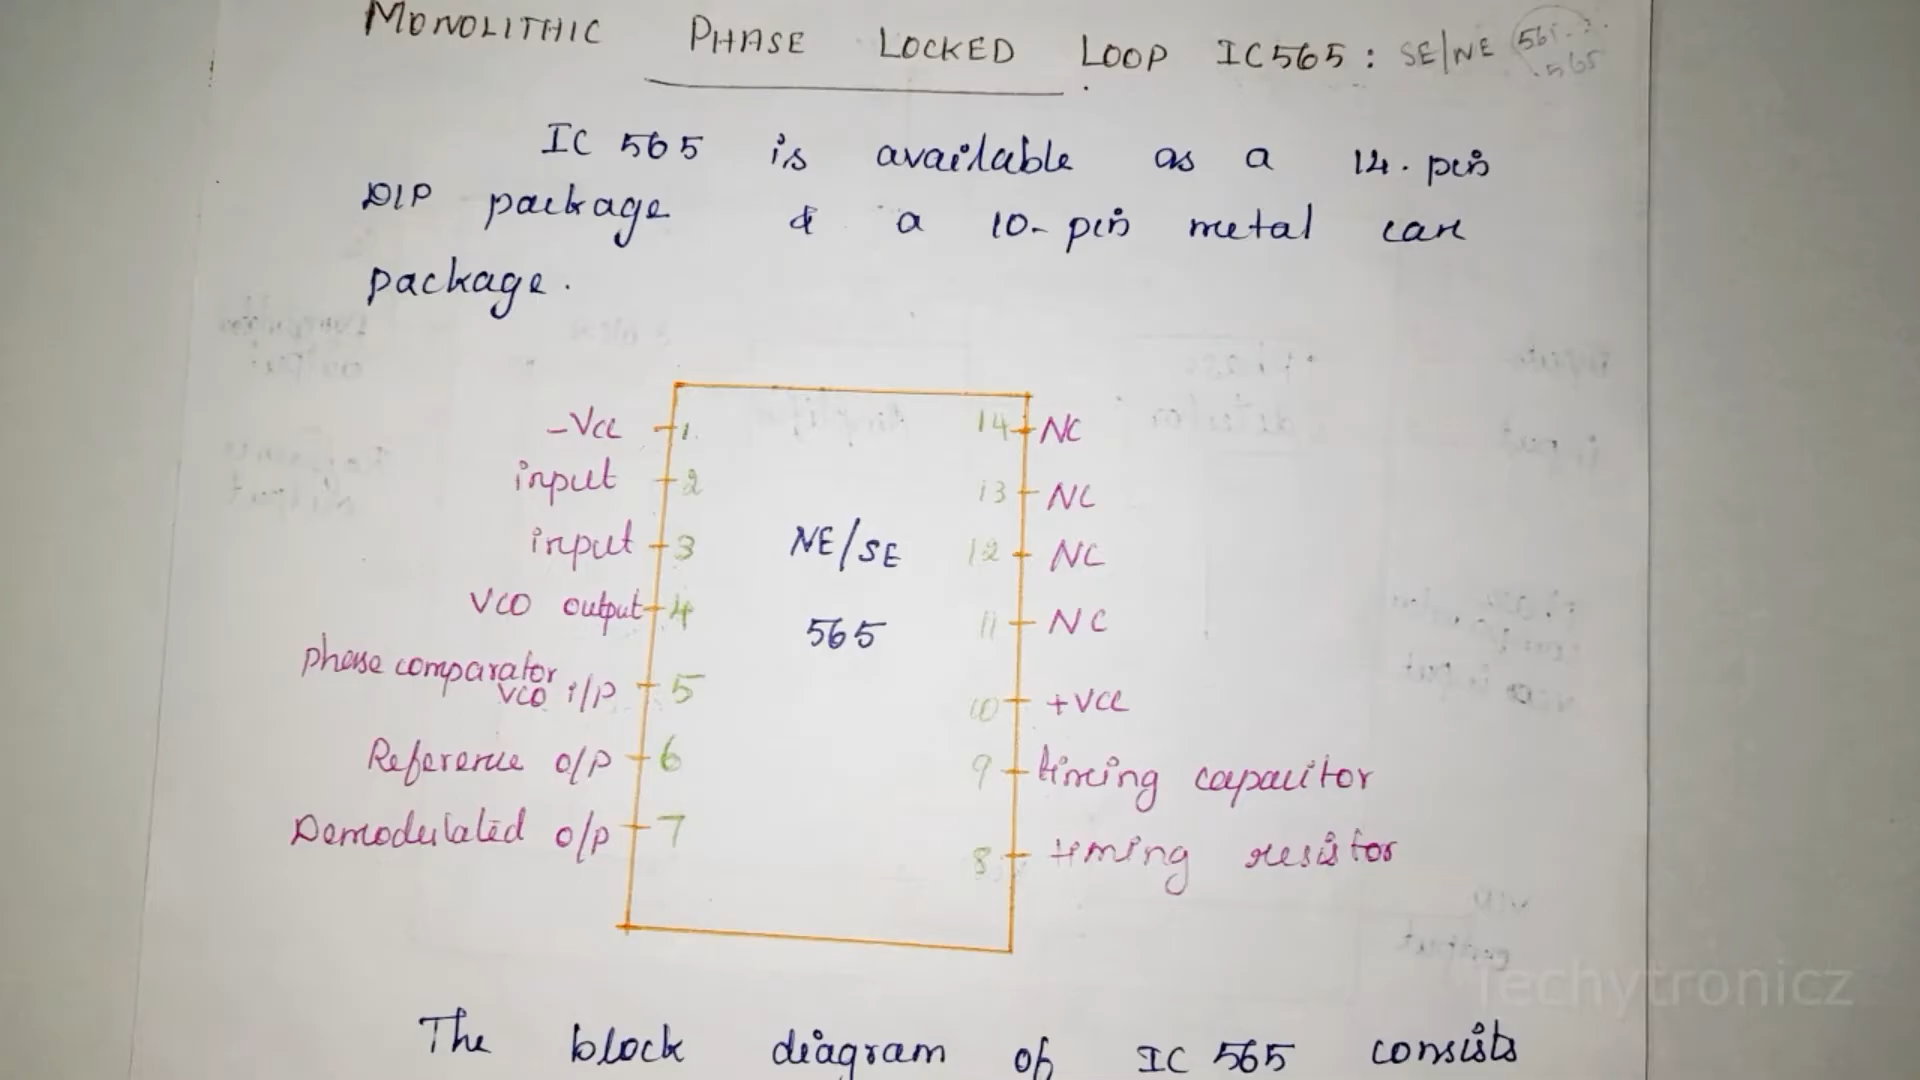 MONOLITHIC PHASE LOCKED LOOP IC565 : SE/NE
565
IC 565 is available as a 14-pin
DIP package & a 10-pin metal can
package.
-Vcc 1. 14 NC
input 2 13 NC
input 3 NE/SE 12 NC
VCO output 4 565 11 NC
phase comparator
VCO i/p 5 10 +VCC
Reference o/p 6 9 timing capacitor
Demodulated o/p 7 8 timing resistor
Techytronicz
The block diagram of IC 565 consists